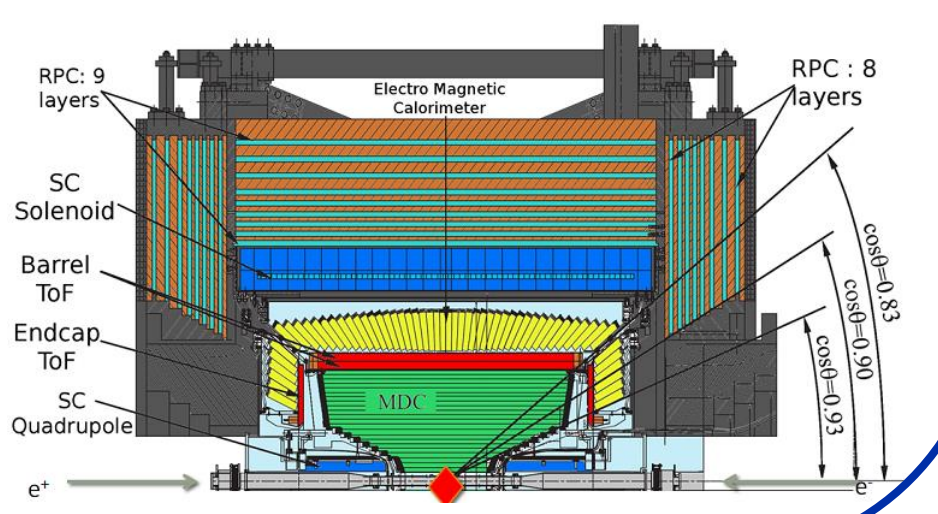 RPC: 9
layers
Electro Magnetic
Calorimeter
RPC : 8
layers
SC
Solenoid
Barrel
ToF
Endcap
ToF
SC
Quadrupole
MDC
cosθ=0.83
cosθ=0.90
cosθ=0.93
e⁺
e⁻